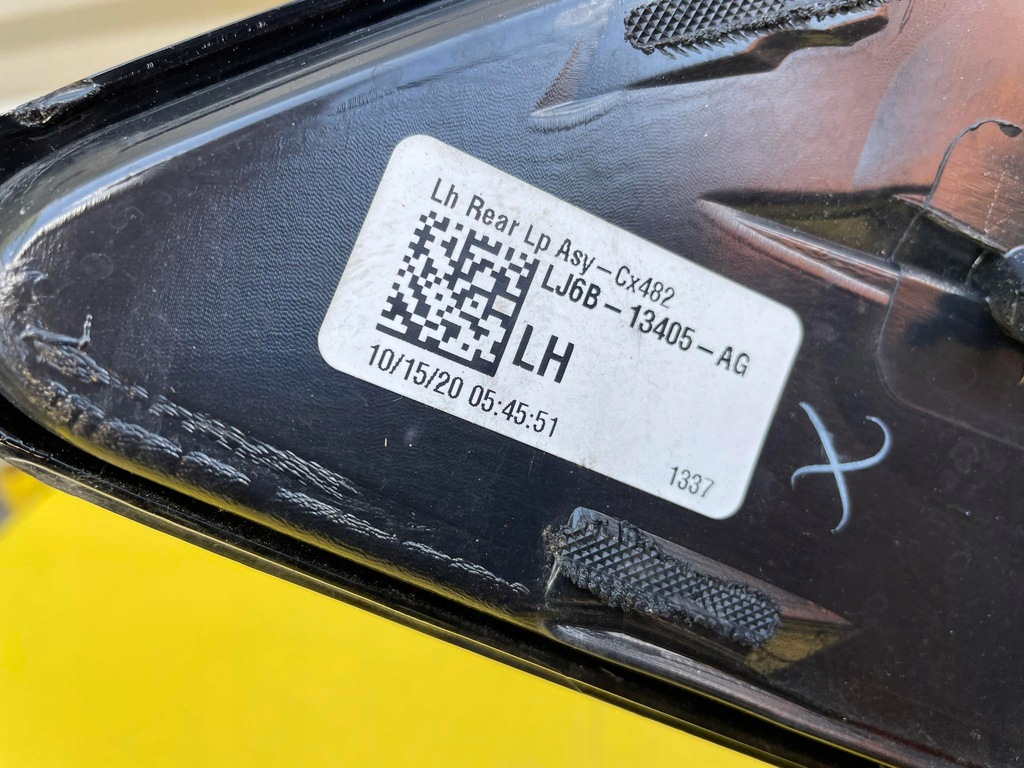 Lh Rear Lp Asy-Cx482
LJ6B-13405-AG
LH
10/15/20 05:45:51
1337
X